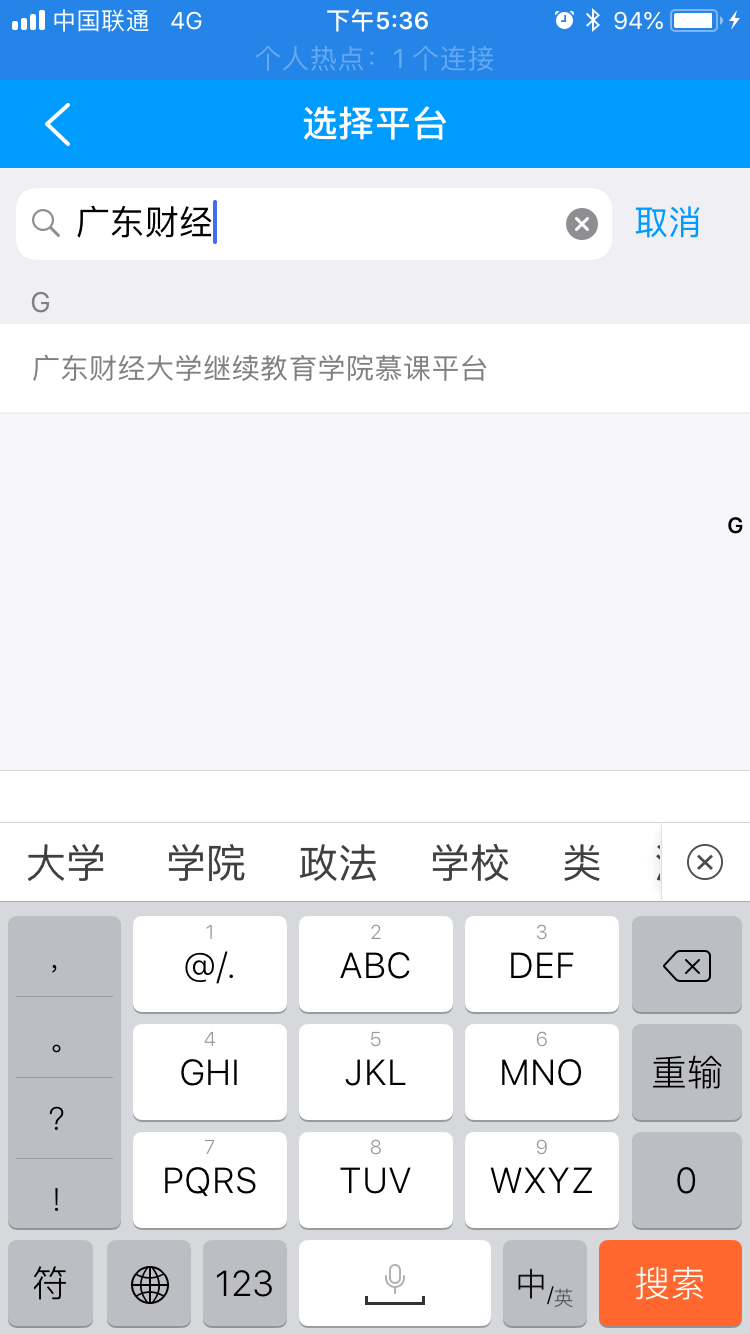 中国联通 4G 下午5:36 94%
个人热点：1 个连接
选择平台
广东财经 取消
G
广东财经大学继续教育学院慕课平台
G
大学 学院 政法 学校 类
， 1 2 3
@/. ABC DEF
。 4 5 6
GHI JKL MNO 重输
？ 7 8 9
PQRS TUV WXYZ 0
！
符 123 中/英 搜索